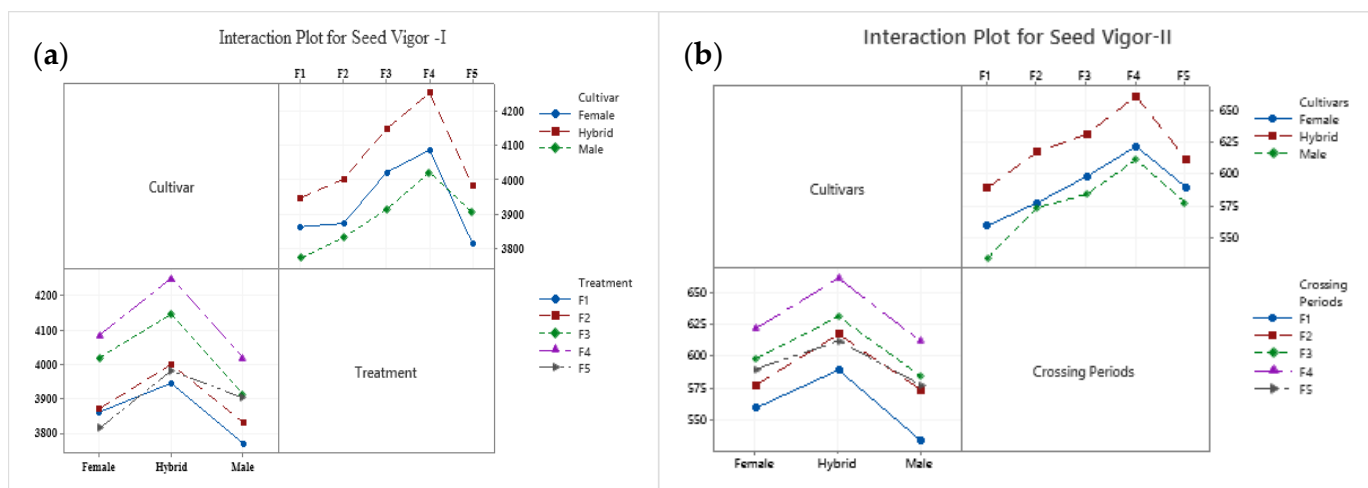 (a)
Interaction Plot for Seed Vigor -I
F1 F2 F3 F4 F5
4200
4100
4000
3900
3800
Cultivar
Female
Hybrid
Male
Cultivar
4200
4100
4000
3900
3800
Treatment
Treatment
F1
F2
F3
F4
F5
Female Hybrid Male
(b)
Interaction Plot for Seed Vigor-II
F1 F2 F3 F4 F5
650
625
600
575
550
Cultivars
Female
Hybrid
Male
Cultivars
650
625
600
575
550
Crossing Periods
Crossing
Periods
F1
F2
F3
F4
F5
Female Hybrid Male